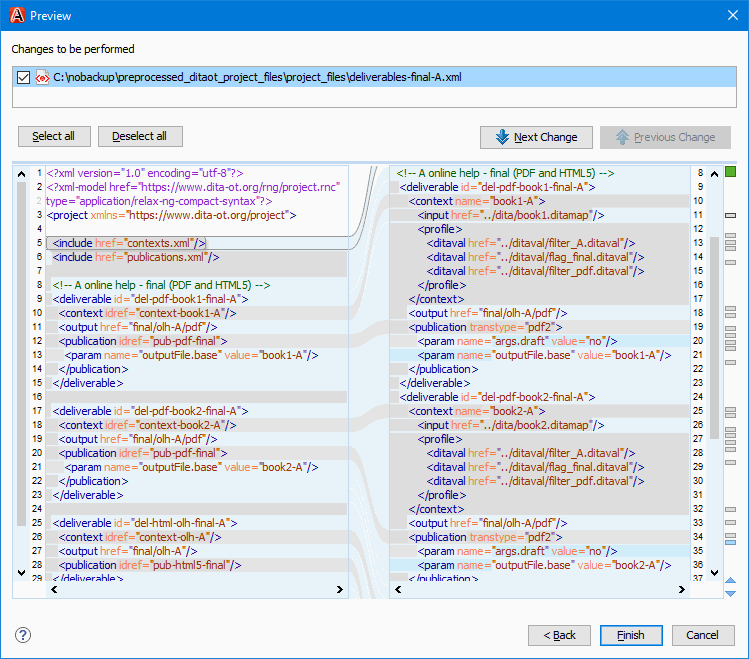 Preview
Changes to be performed
C:\nobackup\preprocessed_ditaot_project_files\project_files\deliverables-final-A.xml
Select all
Deselect all
Next Change
Previous Change
1 <?xml version="1.0" encoding="utf-8"?>
2 <?xml-model href="https://www.dita-ot.org/rng/project.rnc"
2 type="application/relax-ng-compact-syntax"?>
3 <project xmlns="https://www.dita-ot.org/project">
4
5 <include href="contexts.xml"/>
6 <include href="publications.xml"/>
7
8 <!-- A online help - final (PDF and HTML5) -->
9 <deliverable id="del-pdf-book1-final-A">
10 <context idref="context-book1-A"/>
11 <output href="final/olh-A/pdf"/>
12 <publication idref="pub-pdf-final">
13 <param name="outputFile.base" value="book1-A"/>
14 </publication>
15 </deliverable>
16
17 <deliverable id="del-pdf-book2-final-A">
18 <context idref="context-book2-A"/>
19 <output href="final/olh-A/pdf"/>
20 <publication idref="pub-pdf-final">
21 <param name="outputFile.base" value="book2-A"/>
22 </publication>
23 </deliverable>
24
25 <deliverable id="del-html-olh-final-A">
26 <context idref="context-olh-A"/>
27 <output href="final/olh-A"/>
28 <publication idref="pub-html5-final"/>
29 </deliverable>
<!-- A online help - final (PDF and HTML5) --> 8
<deliverable id="del-pdf-book1-final-A"> 9
<context name="book1-A"> 10
<input href="../dita/book1.ditamap"/> 11
<profile> 12
<ditaval href="../ditaval/filter_A.ditaval"/> 13
<ditaval href="../ditaval/flag_final.ditaval"/> 14
<ditaval href="../ditaval/filter_pdf.ditaval"/> 15
</profile> 16
</context> 17
<output href="final/olh-A/pdf"/> 18
<publication transtype="pdf2"> 19
<param name="args.draft" value="no"/> 20
<param name="outputFile.base" value="book1-A"/> 21
</publication> 22
</deliverable> 23
<deliverable id="del-pdf-book2-final-A"> 24
<context name="book2-A"> 25
<input href="../dita/book2.ditamap"/> 26
<profile> 27
<ditaval href="../ditaval/filter_A.ditaval"/> 28
<ditaval href="../ditaval/flag_final.ditaval"/> 29
<ditaval href="../ditaval/filter_pdf.ditaval"/> 30
</profile> 31
</context> 32
<output href="final/olh-A/pdf"/> 33
<publication transtype="pdf2"> 34
<param name="args.draft" value="no"/> 35
<param name="outputFile.base" value="book2-A"/> 36
</publication> 37
?
< Back
Finish
Cancel